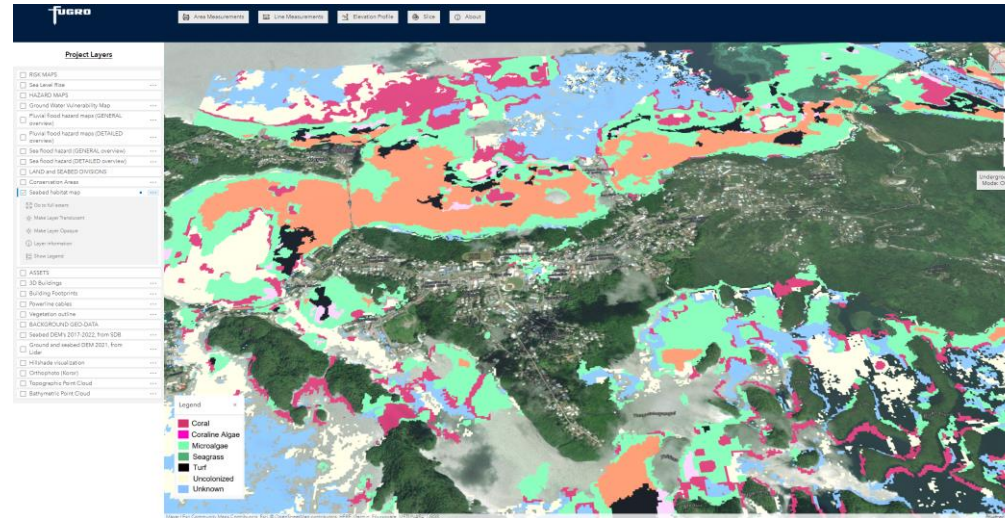 FUGRO
Area Measurements
Line Measurements
Elevation Profile
Slice
About
Project Layers
RISK MAPS
Sea Level Rise
HAZARD MAPS
Ground Water Vulnerability Map
Pluvial flood hazard maps (GENERAL
overview)
Pluvial flood hazard maps (DETAILED
overview)
Sea flood hazard (GENERAL overview)
Sea flood hazard (DETAILED overview)
LAND and SEABED DIVISIONS
Conservation Areas
Seabed habitat map
Go to full extent
Make Layer Translucent
Make Layer Opaque
Layer Information
Show Legend
ASSETS
3D Buildings
Building Footprints
Powerline cables
Vegetation outline
BACKGROUND GEO-DATA
Seabed DEM's 2017-2022, from SDB
Ground and seabed DEM 2021, from
Lidar
Hillshade visualization
Orthophoto (Koror)
Topographic Point Cloud
Bathymetric Point Cloud
Undergrou
Mode: O
Legend
Coral
Coraline Algae
Microalgae
Seagrass
Turf
Uncolonized
Unknown